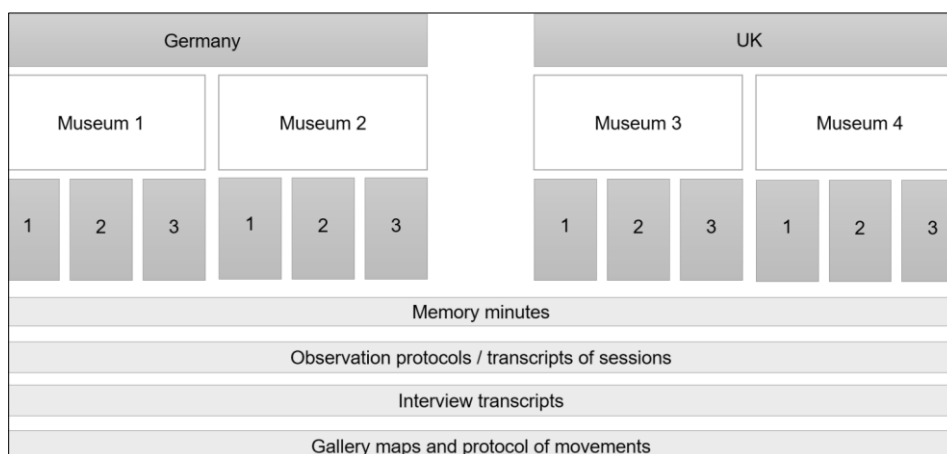 Germany
UK
Museum 1
Museum 2
Museum 3
Museum 4
1
2
3
1
2
3
1
2
3
1
2
3
Memory minutes
Observation protocols / transcripts of sessions
Interview transcripts
Gallery maps and protocol of movements